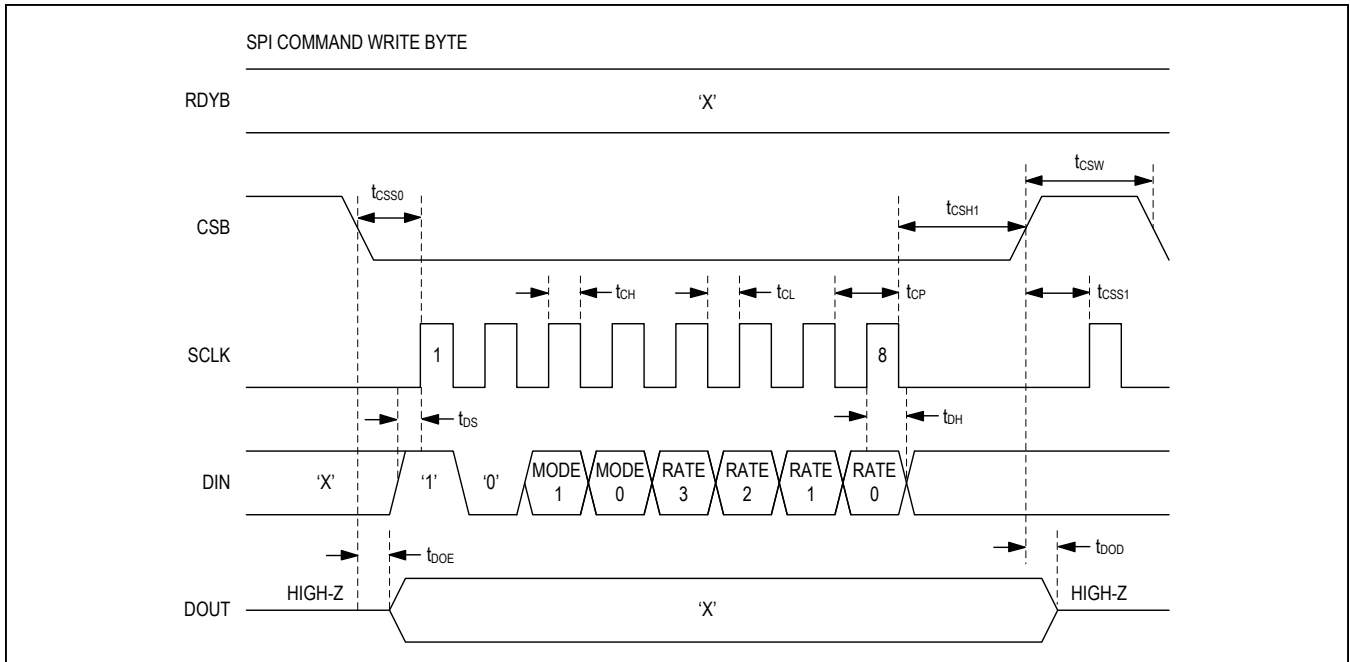 SPI COMMAND WRITE BYTE
RDYB
‘X’
tCSW
tCSS0
tCSH1
CSB
tCH
tCL
tCP
tCSS1
SCLK
1
8
tDS
tDH
DIN
‘X’
‘1’
‘0’
MODE 1
MODE 0
RATE 3
RATE 2
RATE 1
RATE 0
tDOE
tDOD
HIGH-Z
HIGH-Z
DOUT
‘X’